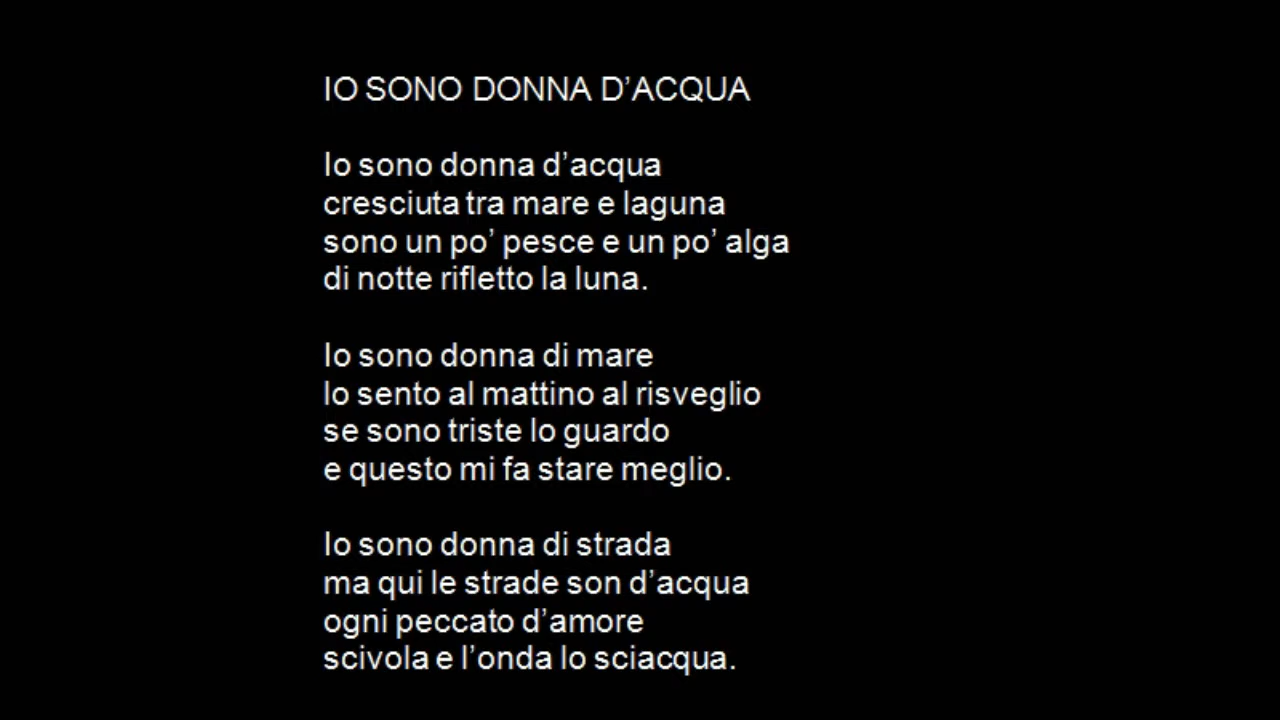 IO SONO DONNA D’ACQUA
Io sono donna d’acqua
cresciuta tra mare e laguna
sono un po’ pesce e un po’ alga
di notte rifletto la luna.
Io sono donna di mare
lo sento al mattino al risveglio
se sono triste lo guardo
e questo mi fa stare meglio.
Io sono donna di strada
ma qui le strade son d’acqua
ogni peccato d’amore
scivola e l’onda lo sciacqua.